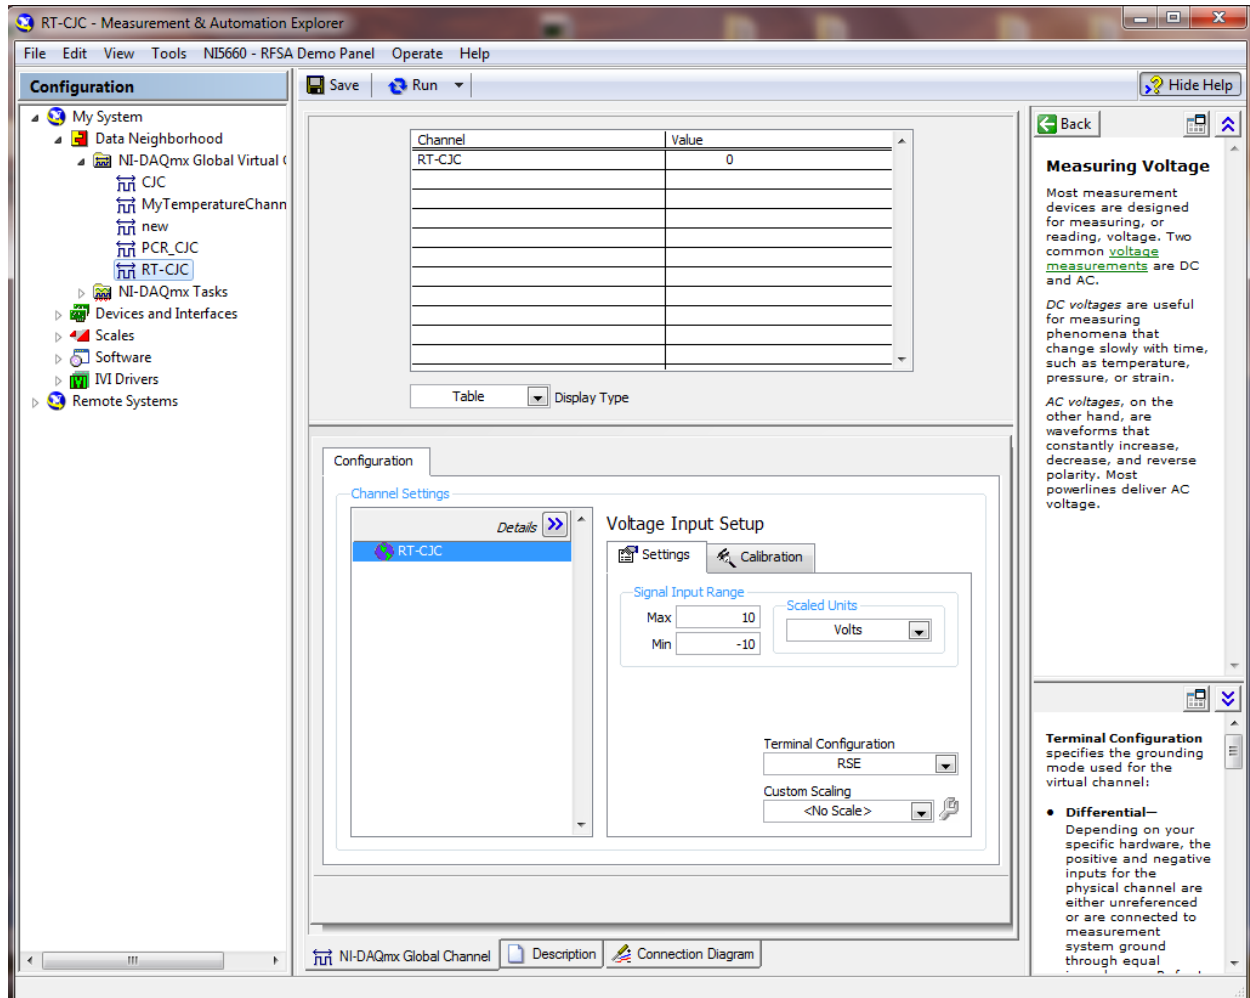 RT-CJC - Measurement & Automation Explorer
File Edit View Tools NI5660 - RFSA Demo Panel Operate Help
Configuration
My System
Data Neighborhood
NI-DAQmx Global Virtual
CJC
MyTemperatureChann
new
PCR_CJC
RT-CJC
NI-DAQmx Tasks
Devices and Interfaces
Scales
Software
IVI Drivers
Remote Systems
Save Run Hide Help
Channel Value
RT-CJC 0
Table Display Type
Configuration
Channel Settings
Details
RT-CJC
Voltage Input Setup
Settings Calibration
Signal Input Range
Max 10
Min -10
Scaled Units
Volts
Terminal Configuration
RSE
Custom Scaling
<No Scale>
NI-DAQmx Global Channel Description Connection Diagram
Back
Measuring Voltage
Most measurement
devices are designed
for measuring, or
reading, voltage. Two
common voltage
measurements are DC
and AC.
DC voltages are useful
for measuring
phenomena that
change slowly with time,
such as temperature,
pressure, or strain.
AC voltages, on the
other hand, are
waveforms that
constantly increase,
decrease, and reverse
polarity. Most
powerlines deliver AC
voltage.
Terminal Configuration
specifies the grounding
mode used for the
virtual channel:
• Differential—
Depending on your
specific hardware, the
positive and negative
inputs for the
physical channel are
either unreferenced
or are connected to
measurement
system ground
through equal